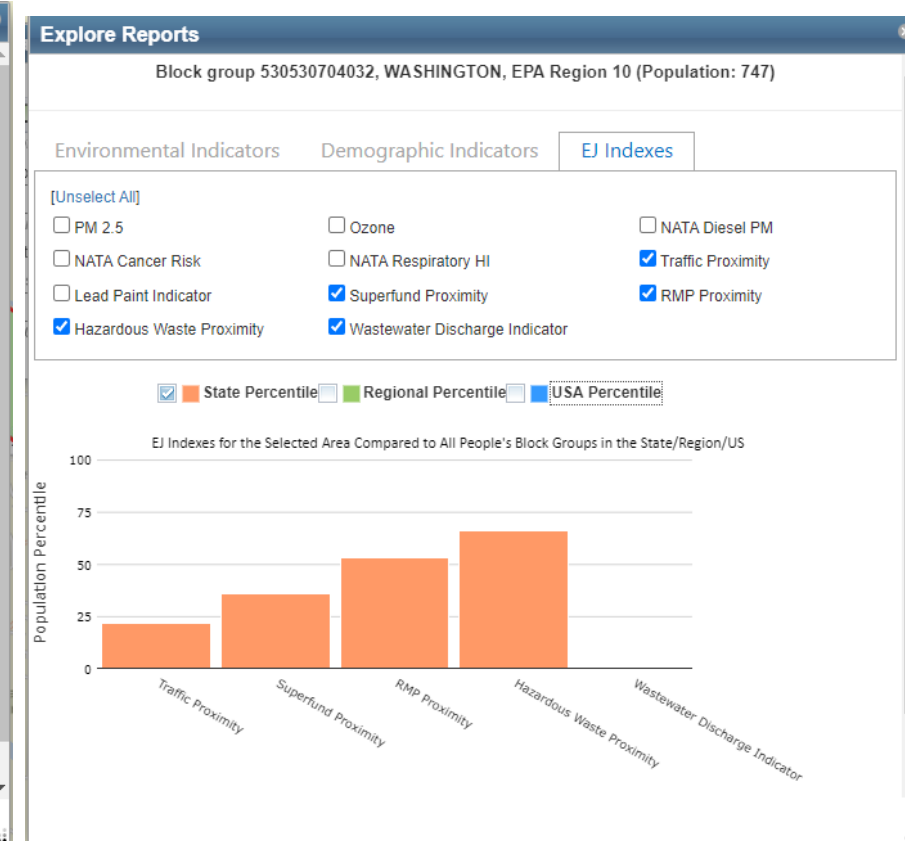 Explore Reports
Block group 530530704032, WASHINGTON, EPA Region 10 (Population: 747)
Environmental Indicators Demographic Indicators EJ Indexes
[Unselect All]
PM 2.5 Ozone NATA Diesel PM
NATA Cancer Risk NATA Respiratory HI Traffic Proximity
Lead Paint Indicator Superfund Proximity RMP Proximity
Hazardous Waste Proximity Wastewater Discharge Indicator
State Percentile Regional Percentile USA Percentile
EJ Indexes for the Selected Area Compared to All People's Block Groups in the State/Region/US
Population Percentile
100
75
50
25
0
Traffic Proximity
Superfund Proximity
RMP Proximity
Hazardous Waste Proximity
Wastewater Discharge Indicator